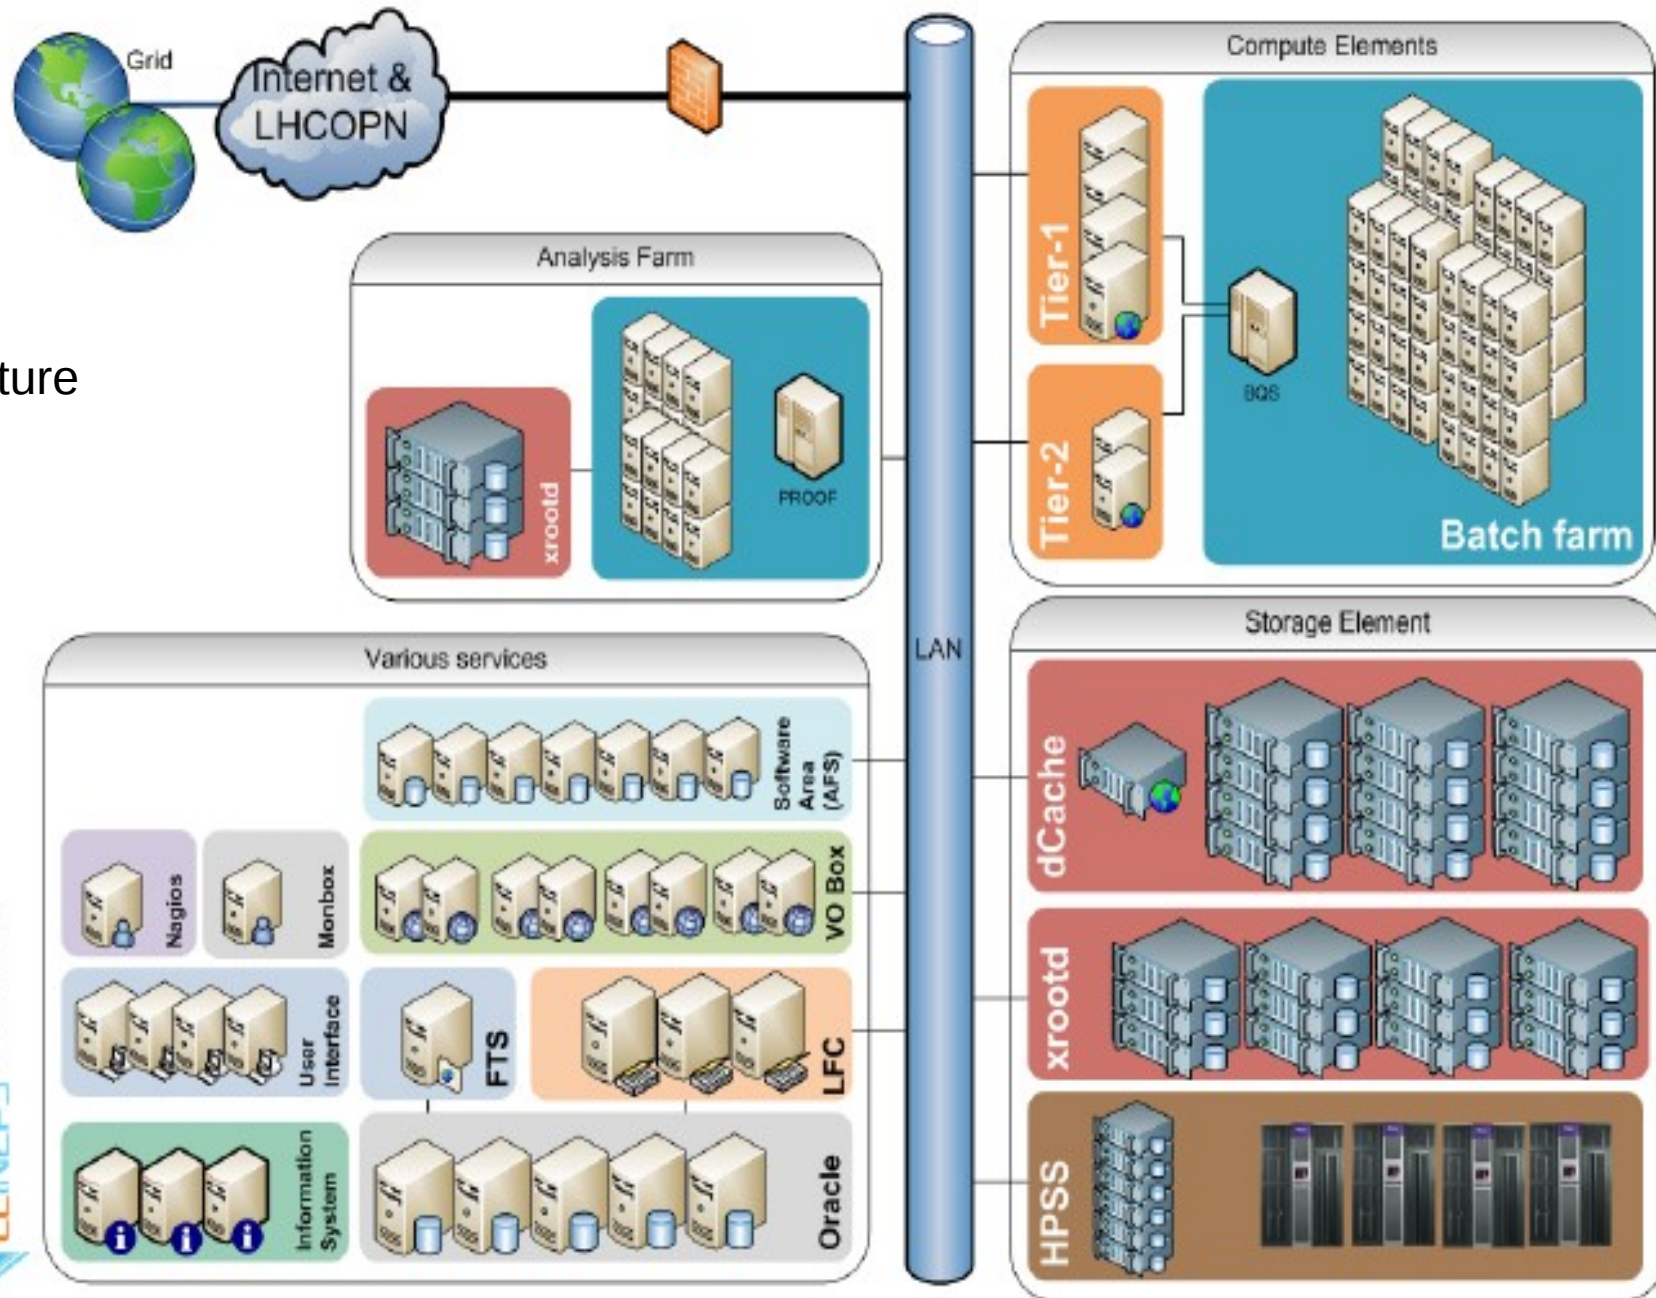 Grid
Internet &
LHCOPN
Compute Elements
Tier-1
Tier-2
BQS
Batch farm
Analysis Farm
xrootd
PROOF
ture
LAN
Various services
Software
Area
(AFS)
Nagios
Monbox
VO Box
User
Interface
FTS
LFC
Information
System
Oracle
Storage Element
dCache
xrootd
HPSS